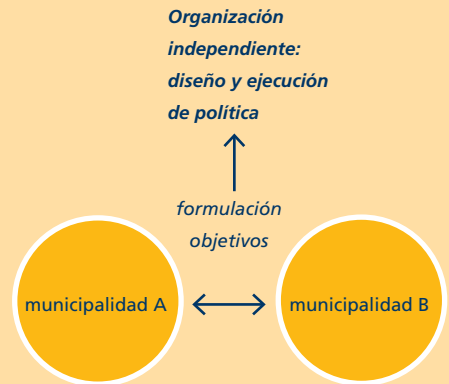 Organización
independiente:
diseño y ejecución
de política
formulación
objetivos
municipalidad A
municipalidad B